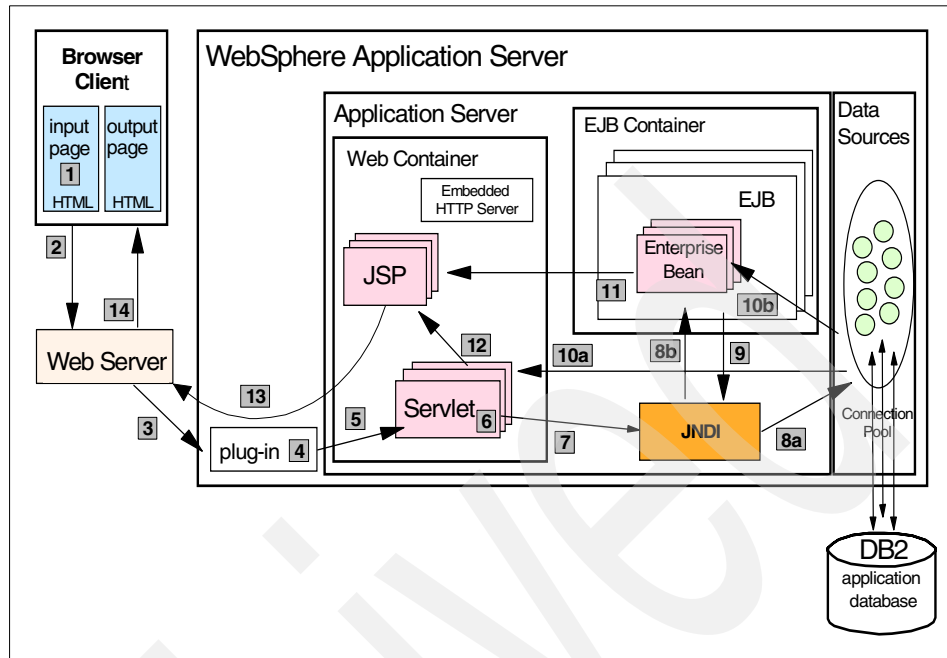 Browser
Client
input
page
1
HTML
output
page
HTML
2
14
Web Server
3
13
WebSphere Application Server
plug-in
4
5
Application Server
Web Container
Embedded
HTTP Server
JSP
12
Servlet
6
7
EJB Container
EJB
Enterprise
Bean
11
10b
10a
8b
9
JNDI
8a
Data
Sources
Connection
Pool
DB2
application
database